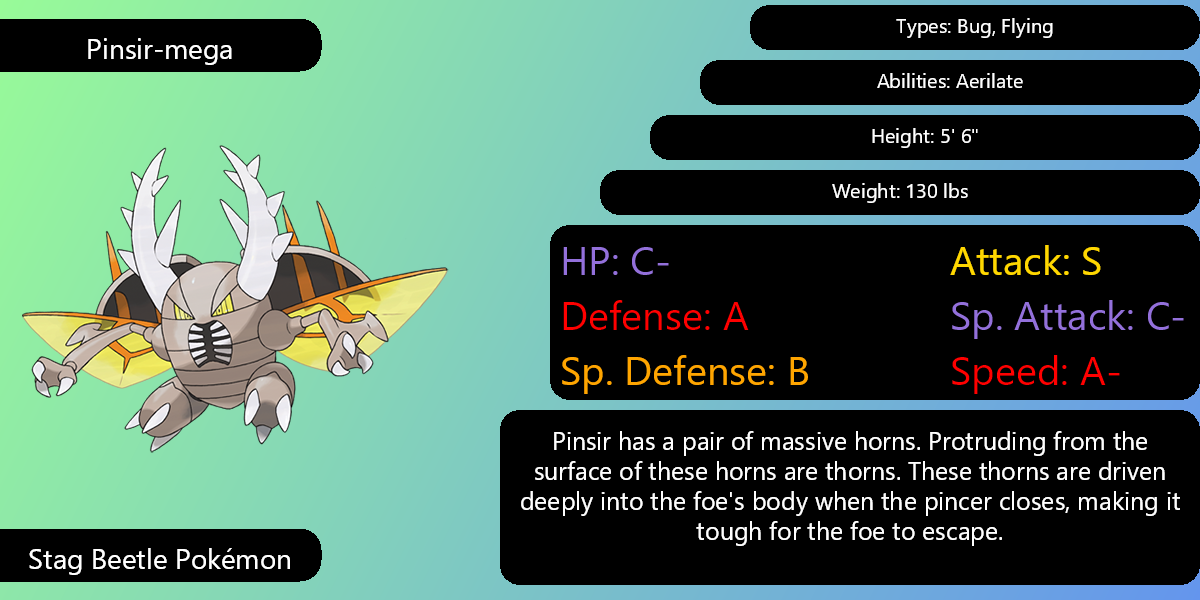 Pinsir-mega
Types: Bug, Flying
Abilities: Aerilate
Height: 5' 6"
Weight: 130 lbs
HP: C-
Attack: S
Defense: A
Sp. Attack: C-
Sp. Defense: B
Speed: A-
Pinsir has a pair of massive horns. Protruding from the
surface of these horns are thorns. These thorns are driven
deeply into the foe's body when the pincer closes, making it
tough for the foe to escape.
Stag Beetle Pokémon